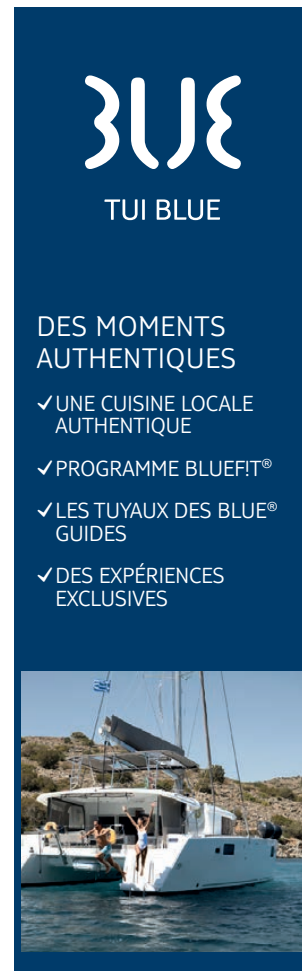 BUE
TUI BLUE
DES MOMENTS
AUTHENTIQUES
✓UNE CUISINE LOCALE
AUTHENTIQUE
✓PROGRAMME BLUEF!T®
✓LES TUYAUX DES BLUE®
GUIDES
✓DES EXPÉRIENCES
EXCLUSIVES